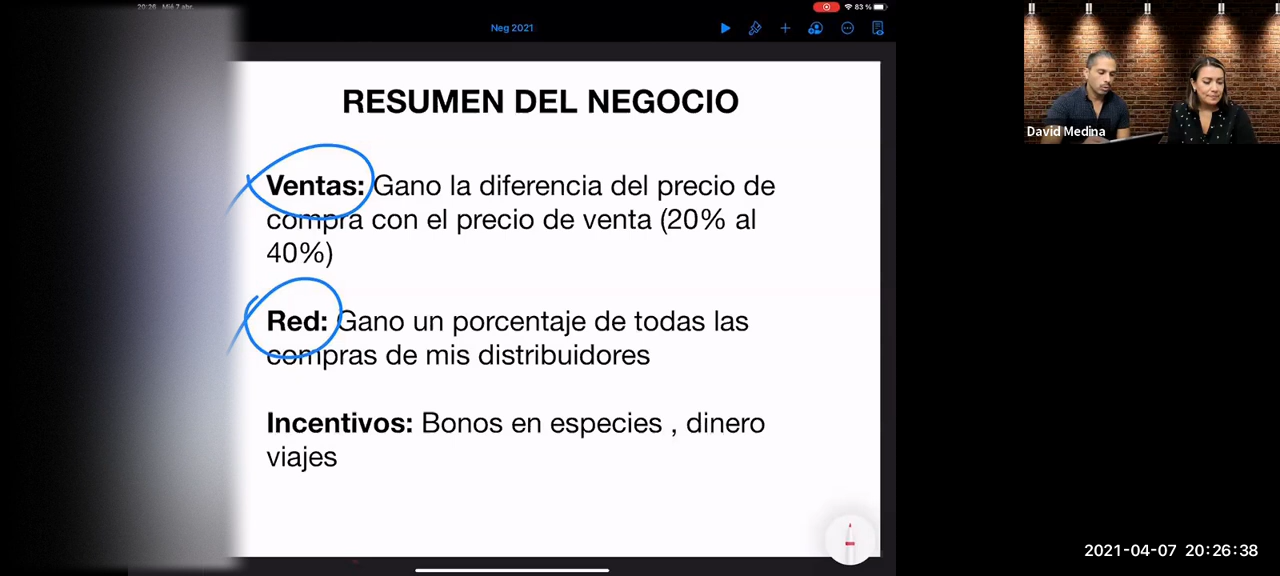 20:26 Mié 7 abr.
83 %
Neg 2021
RESUMEN DEL NEGOCIO
Ventas: Gano la diferencia del precio de
compra con el precio de venta (20% al
40%)
Red: Gano un porcentaje de todas las
compras de mis distribuidores
Incentivos: Bonos en especies , dinero
viajes
David Medina
2021-04-07 20:26:38